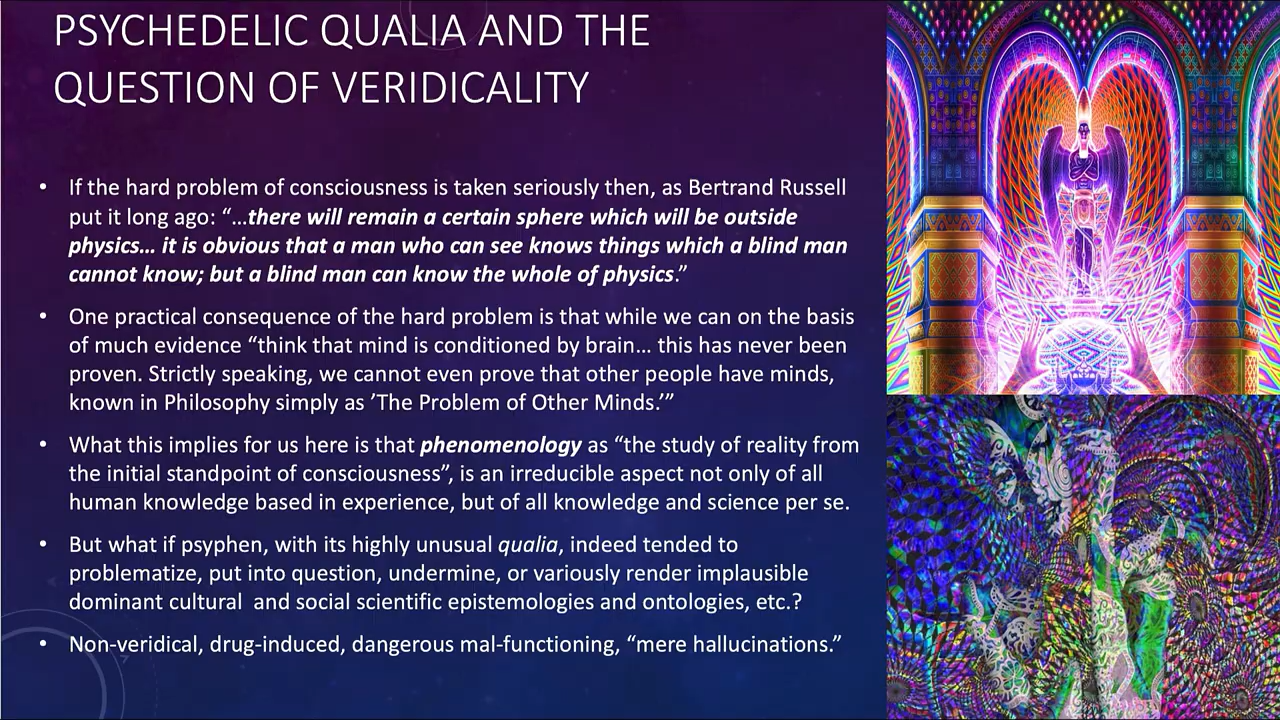 PSYCHEDELIC QUALIA AND THE
QUESTION OF VERIDICALITY
• If the hard problem of consciousness is taken seriously then, as Bertrand Russell
put it long ago: “…there will remain a certain sphere which will be outside
physics… it is obvious that a man who can see knows things which a blind man
cannot know; but a blind man can know the whole of physics.”
• One practical consequence of the hard problem is that while we can on the basis
of much evidence “think that mind is conditioned by brain… this has never been
proven. Strictly speaking, we cannot even prove that other people have minds,
known in Philosophy simply as ’The Problem of Other Minds.’”
• What this implies for us here is that phenomenology as “the study of reality from
the initial standpoint of consciousness”, is an irreducible aspect not only of all
human knowledge based in experience, but of all knowledge and science per se.
• But what if psyphen, with its highly unusual qualia, indeed tended to
problematize, put into question, undermine, or variously render implausible
dominant cultural  and social scientific epistemologies and ontologies, etc.?
• Non-veridical, drug-induced, dangerous mal-functioning, “mere hallucinations.”